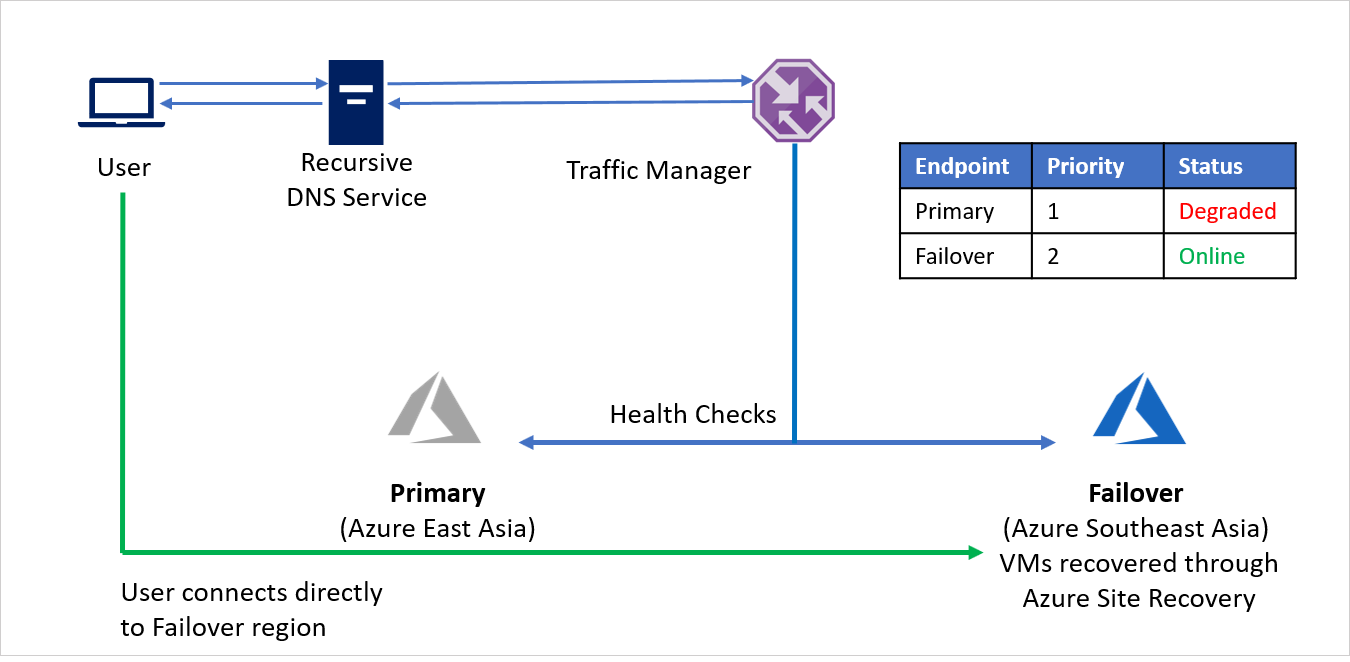 User
Recursive
DNS Service
Traffic Manager
Endpoint Priority Status
Primary 1 Degraded
Failover 2 Online
Health Checks
Primary
(Azure East Asia)
Failover
(Azure Southeast Asia)
VMs recovered through
Azure Site Recovery
User connects directly
to Failover region